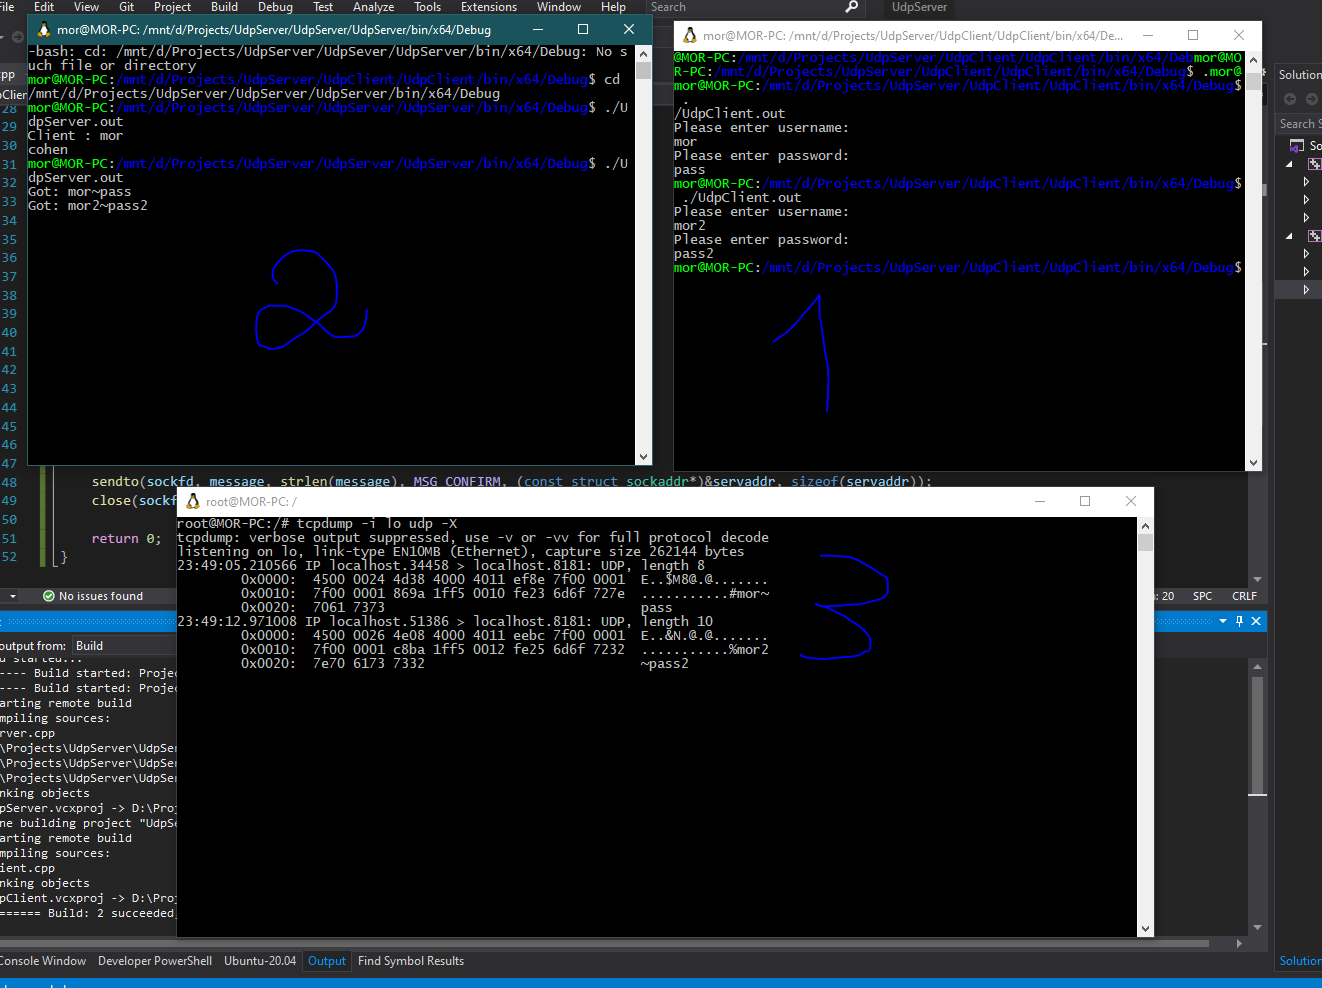 File Edit View Git Project Build Debug Test Analyze Tools Extensions Window Help Search UdpServer
mor@MOR-PC: /mnt/d/Projects/UdpServer/UdpServer/UdpServer/bin/x64/Debug
-bash: cd: /mnt/d/Projects/UdpServer/UdpSever/UdpServer/bin/x64/Debug: No s
uch file or directory
mor@MOR-PC:/mnt/d/Projects/UdpServer/UdpClient/UdpClient/bin/x64/Debug$ cd
/mnt/d/Projects/UdpServer/UdpServer/UdpServer/bin/x64/Debug
mor@MOR-PC:/mnt/d/Projects/UdpServer/UdpServer/UdpServer/bin/x64/Debug$ ./U
dpServer.out
Client : mor
cohen
mor@MOR-PC:/mnt/d/Projects/UdpServer/UdpServer/UdpServer/bin/x64/Debug$ ./U
dpServer.out
Got: mor~pass
Got: mor2~pass2
2
mor@MOR-PC: /mnt/d/Projects/UdpServer/UdpClient/UdpClient/bin/x64/De...
@MOR-PC:/mnt/d/Projects/UdpServer/UdpClient/UdpClient/bin/x64/Debmor@MO
R-PC:/mnt/d/Projects/UdpServer/UdpClient/UdpClient/bin/x64/Debug$ .mor@
mor@MOR-PC:/mnt/d/Projects/UdpServer/UdpClient/UdpClient/bin/x64/Debug$
.
/UdpClient.out
Please enter username:
mor
Please enter password:
pass
mor@MOR-PC:/mnt/d/Projects/UdpServer/UdpClient/UdpClient/bin/x64/Debug$
./UdpClient.out
Please enter username:
mor2
Please enter password:
pass2
mor@MOR-PC:/mnt/d/Projects/UdpServer/UdpClient/UdpClient/bin/x64/Debug$
1
Solution
Search S
So
28
29
30
31
32
33
34
35
36
37
38
39
40
41
42
43
44
45
46
47
48 sendto(sockfd, message, strlen(message), MSG_CONFIRM, (const struct sockaddr*)&servaddr, sizeof(servaddr));
49 close(sockf
50
51 return 0;
52 }
root@MOR-PC: /
root@MOR-PC:/# tcpdump -i lo udp -X
tcpdump: verbose output suppressed, use -v or -vv for full protocol decode
listening on lo, link-type EN10MB (Ethernet), capture size 262144 bytes
23:49:05.210566 IP localhost.34458 > localhost.8181: UDP, length 8
0x0000: 4500 0024 4d38 4000 4011 ef8e 7f00 0001 E..$M8@.@.......
0x0010: 7f00 0001 869a 1ff5 0010 fe23 6d6f 727e ...........#mor~
0x0020: 7061 7373 pass
23:49:12.971008 IP localhost.51386 > localhost.8181: UDP, length 10
0x0000: 4500 0026 4e08 4000 4011 eebc 7f00 0001 E..&N.@.@.......
0x0010: 7f00 0001 c8ba 1ff5 0012 fe25 6d6f 7232 ...........%mor2
0x0020: 7e70 6173 7332 ~pass2
3
No issues found
: 20 SPC CRLF
output from: Build
d started...
---- Build started: Projec
---- Build started: Proj
arting remote build
mpiling sources:
rver.cpp
\Projects\UdpServer\UdpSer
\Projects\UdpServer\UdpSer
\Projects\UdpServer\UdpSer
nking objects
pServer.vcxproj -> D:\Proj
ne building project "UdpSe
arting remote build
mpiling sources:
ient.cpp
nking objects
pClient.vcxproj -> D:\Proj
====== Build: 2 succeeded
Console Window Developer PowerShell Ubuntu-20.04 Output Find Symbol Results
Solution